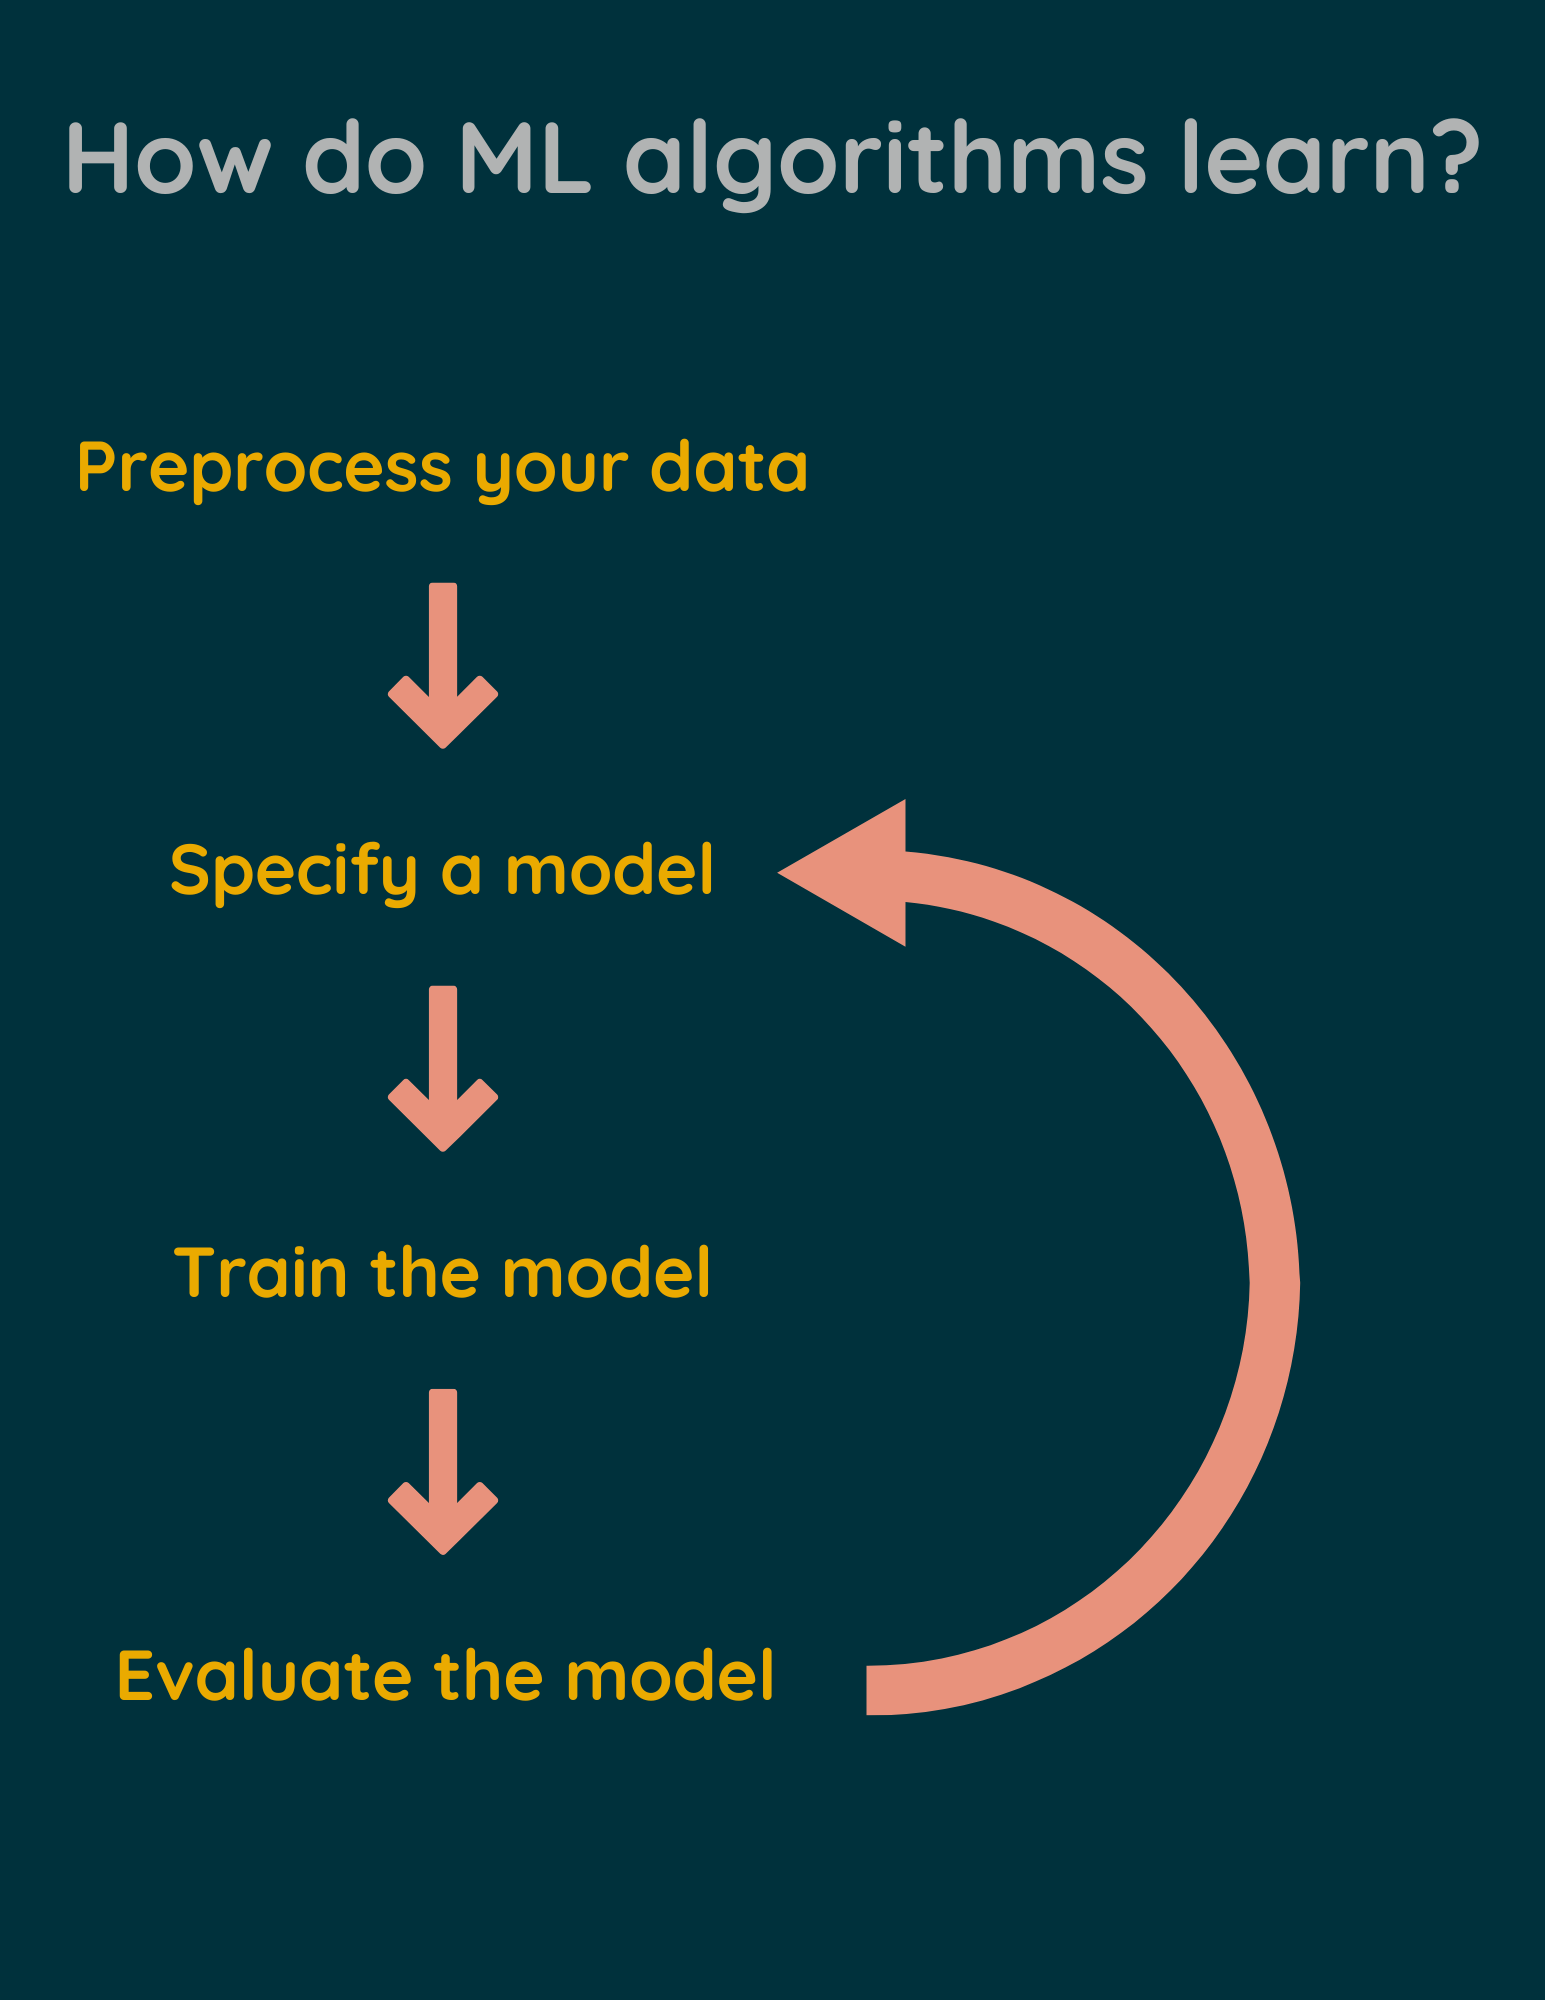 How do ML algorithms learn?
Preprocess your data
Specify a model
Train the model
Evaluate the model